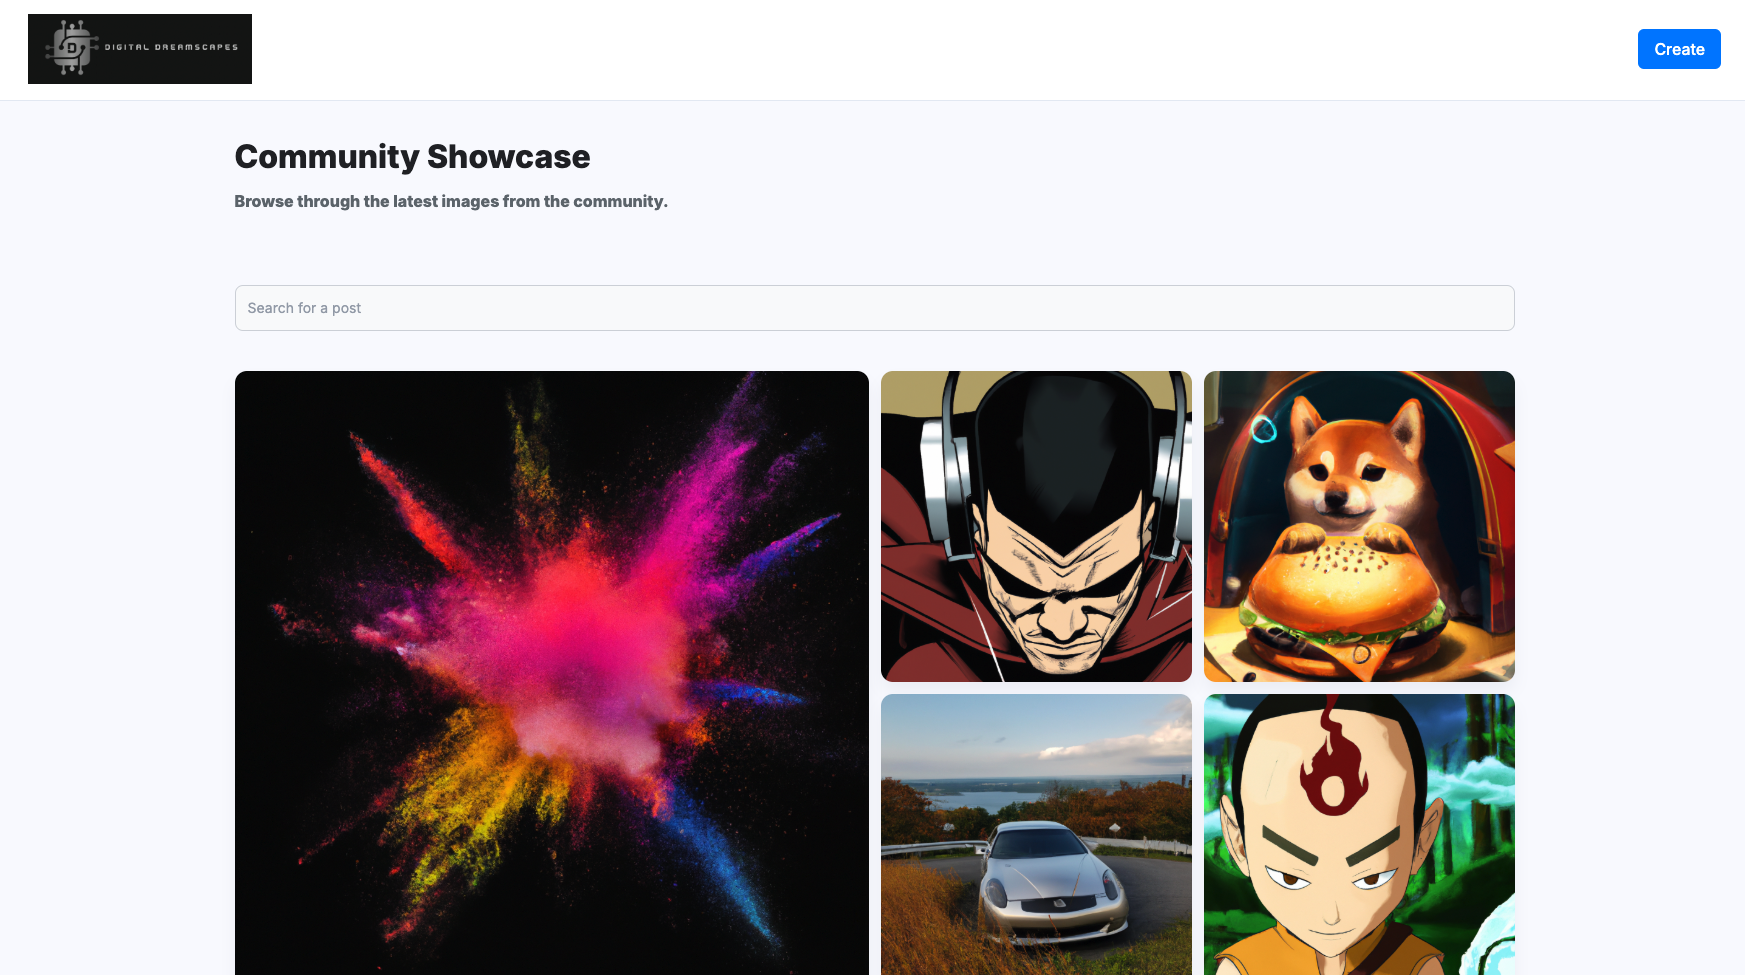 DIGITAL DREAMSCAPES
Create
Community Showcase
Browse through the latest images from the community.
Search for a post